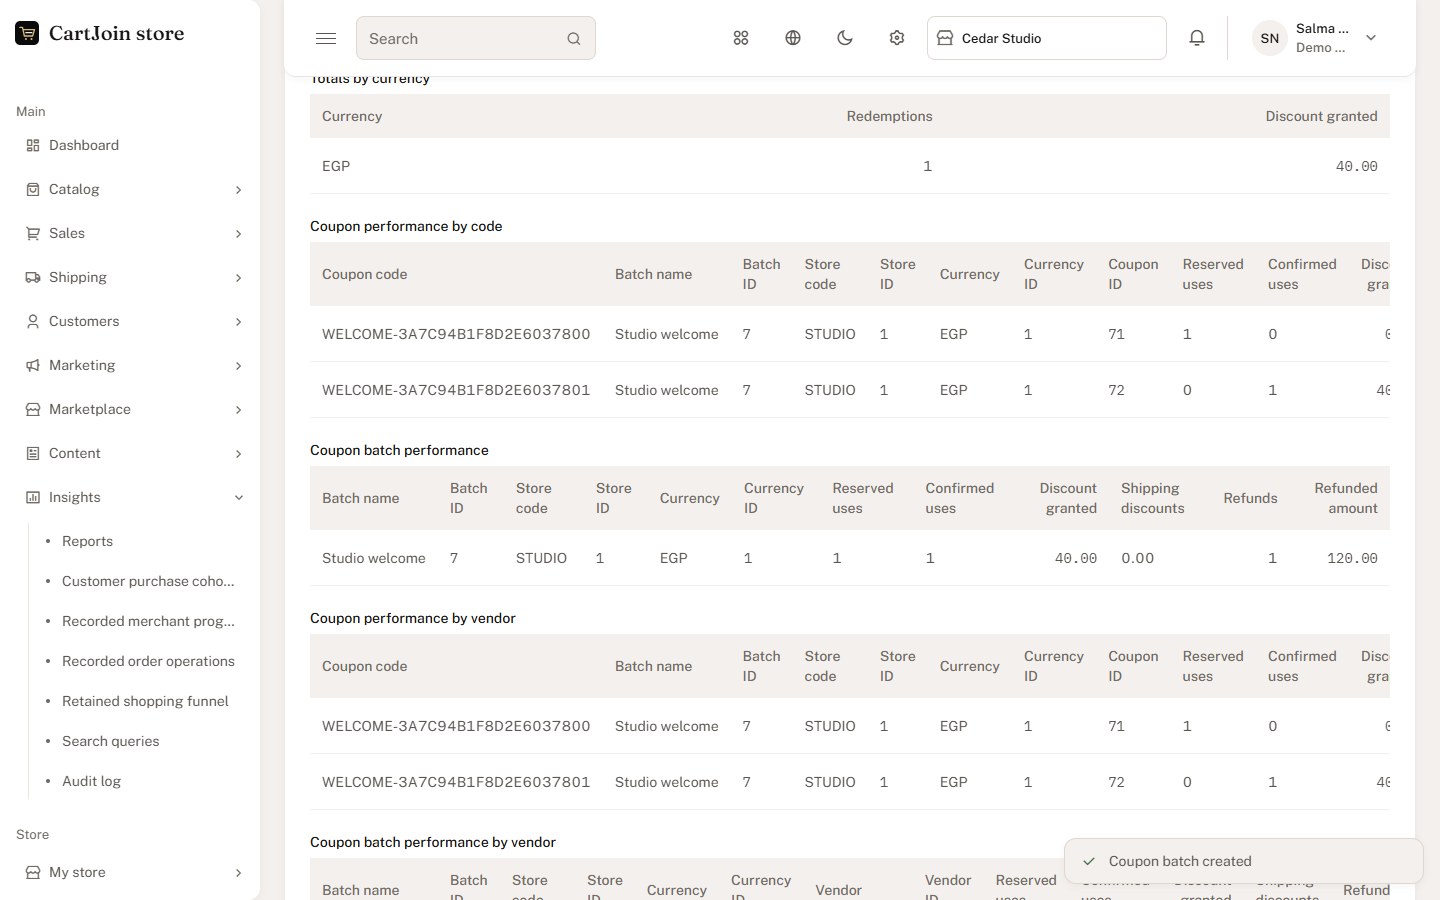 CartJoin store
Search
Cedar Studio
SN
Salma ...
Demo ...
Main
Dashboard
Catalog
Sales
Shipping
Customers
Marketing
Marketplace
Content
Insights
Reports
Customer purchase coho...
Recorded merchant prog...
Recorded order operations
Retained shopping funnel
Search queries
Audit log
Store
My store
Totals by currency
Currency Redemptions Discount granted
EGP 1 40.00
Coupon performance by code
Coupon code Batch name Batch ID Store code Store ID Currency Currency ID Coupon ID Reserved uses Confirmed uses
WELCOME-3A7C94B1F8D2E6037800 Studio welcome 7 STUDIO 1 EGP 1 71 1 0
WELCOME-3A7C94B1F8D2E6037801 Studio welcome 7 STUDIO 1 EGP 1 72 0 1
Coupon batch performance
Batch name Batch ID Store code Store ID Currency Currency ID Reserved uses Confirmed uses Discount granted Shipping discounts Refunds Refunded amount
Studio welcome 7 STUDIO 1 EGP 1 1 1 40.00 0.00 1 120.00
Coupon performance by vendor
Coupon code Batch name Batch ID Store code Store ID Currency Currency ID Coupon ID Reserved uses Confirmed uses
WELCOME-3A7C94B1F8D2E6037800 Studio welcome 7 STUDIO 1 EGP 1 71 1 0
WELCOME-3A7C94B1F8D2E6037801 Studio welcome 7 STUDIO 1 EGP 1 72 0 1
Coupon batch performance by vendor
Batch name Batch ID Store code Store ID Currency Currency ID Vendor Vendor ID Reserved uses
Coupon batch created